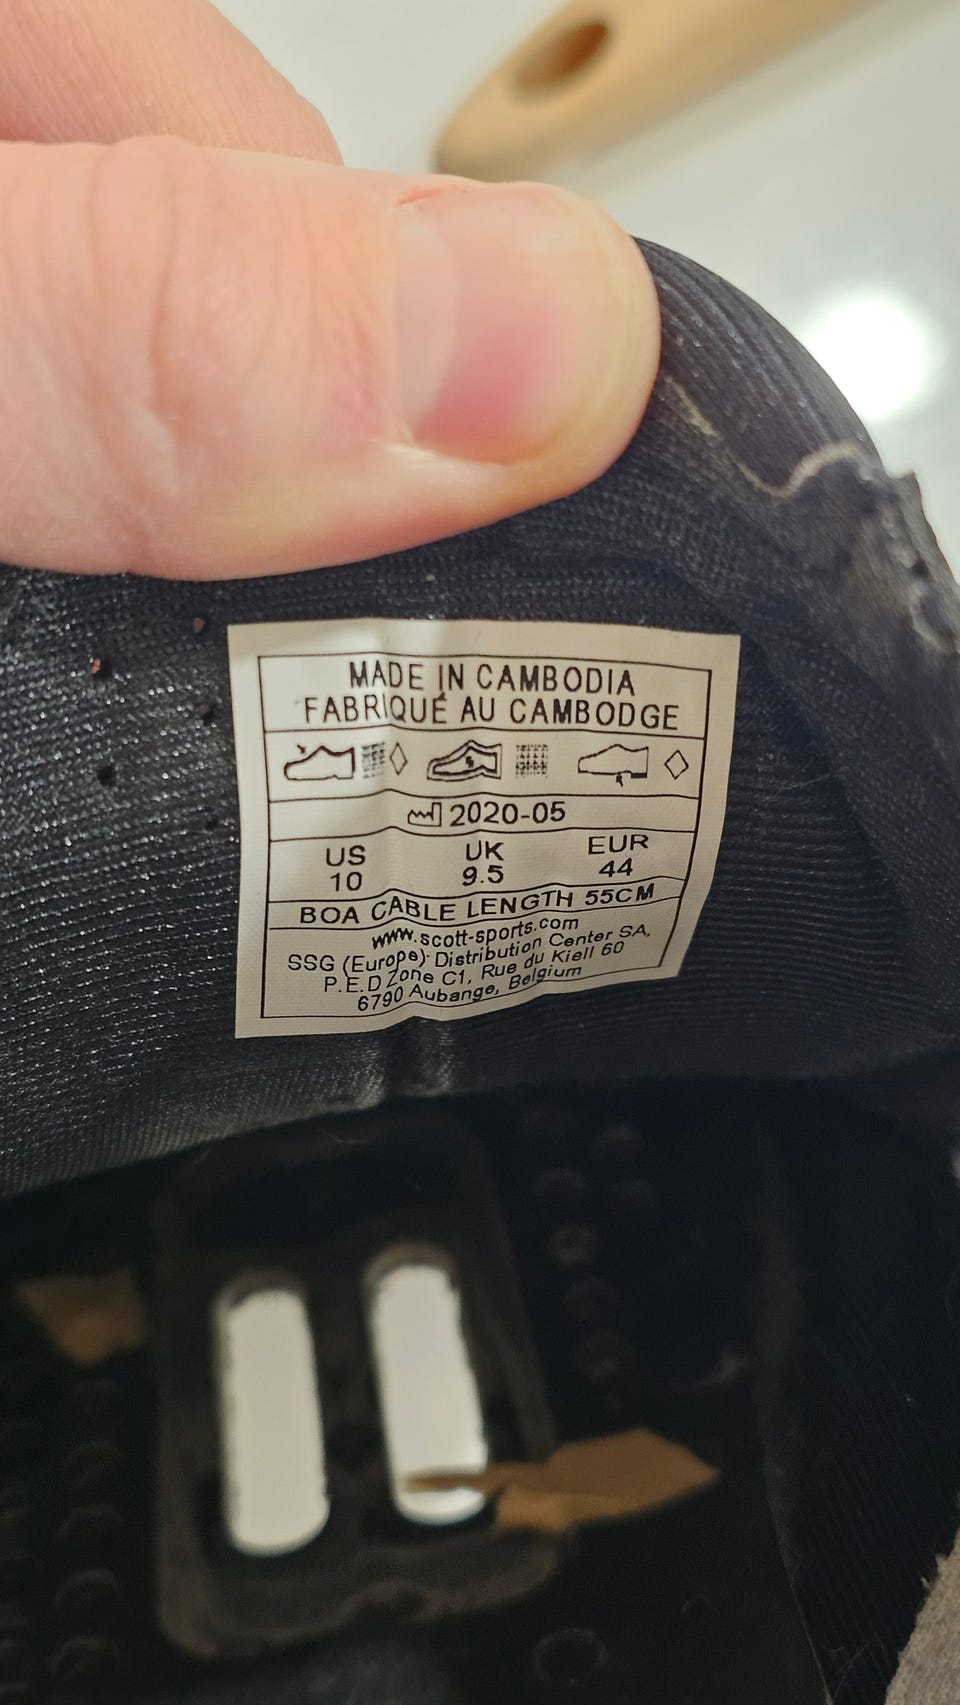 MADE IN CAMBODIA
FABRIQUÉ AU CAMBODGE
2020-05
US UK EUR
10 9.5 44
BOA CABLE LENGTH 55CM
www.scott-sports.com
SSG (Europe) Distribution Center SA,
P.E.D Zone C1, Rue du Kiell 60
6790 Aubange, Belgium